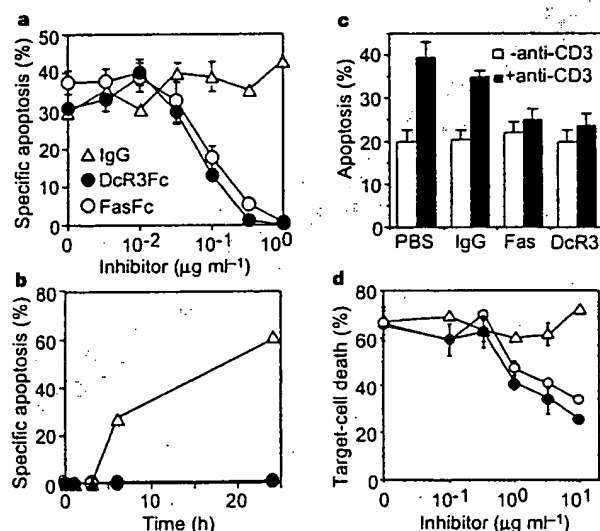 a
Specific apoptosis (%)
50
40
30
20
10
0
IgG
DcR3Fc
FasFc
0 10⁻² 10⁻¹ 10⁰
Inhibitor (μg ml⁻¹)
c
Apoptosis (%)
40
30
20
10
0
-anti-CD3
+anti-CD3
PBS IgG Fas DcR3
b
Specific apoptosis (%)
80
60
40
20
0
0 10 20
Time (h)
d
Target-cell death (%)
80
60
40
20
0
0 10⁻¹ 10⁰ 10¹
Inhibitor (μg ml⁻¹)